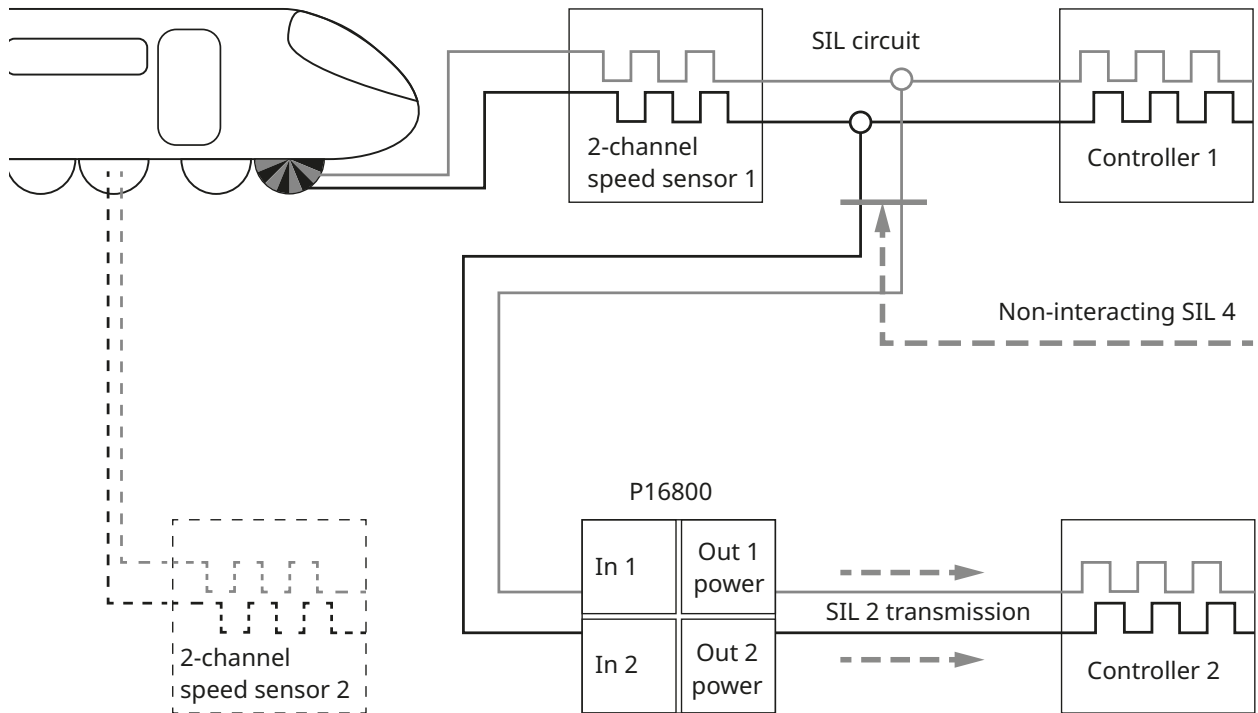 SIL circuit
2-channel
speed sensor 1
Controller 1
Non-interacting SIL 4
P16800
In 1
Out 1
power
SIL 2 transmission
In 2
Out 2
power
Controller 2
2-channel
speed sensor 2